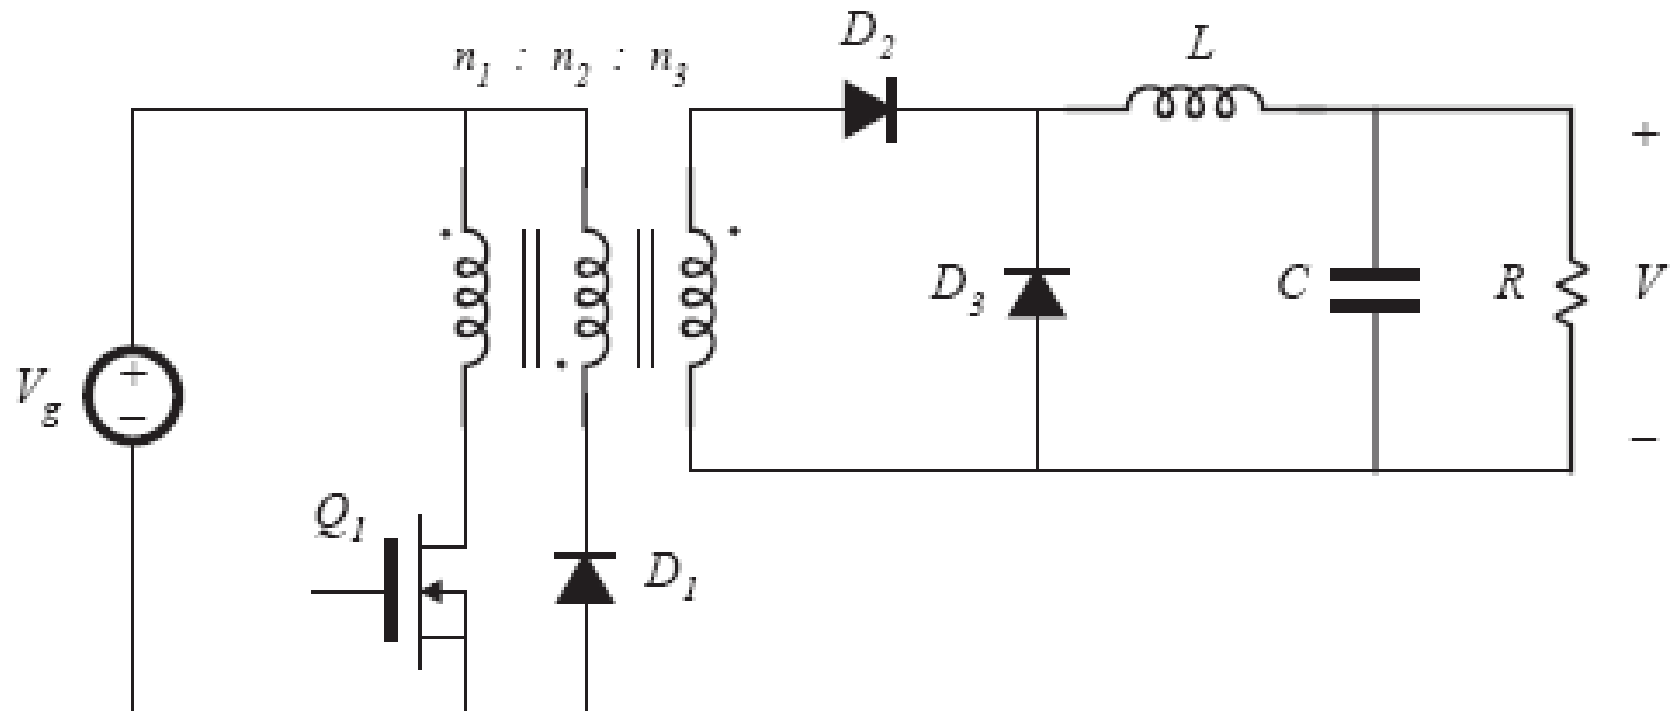 n1 : n2 : n3
D2
L
+
D3
C
R
V
Vg
+
−
−
Q1
D1